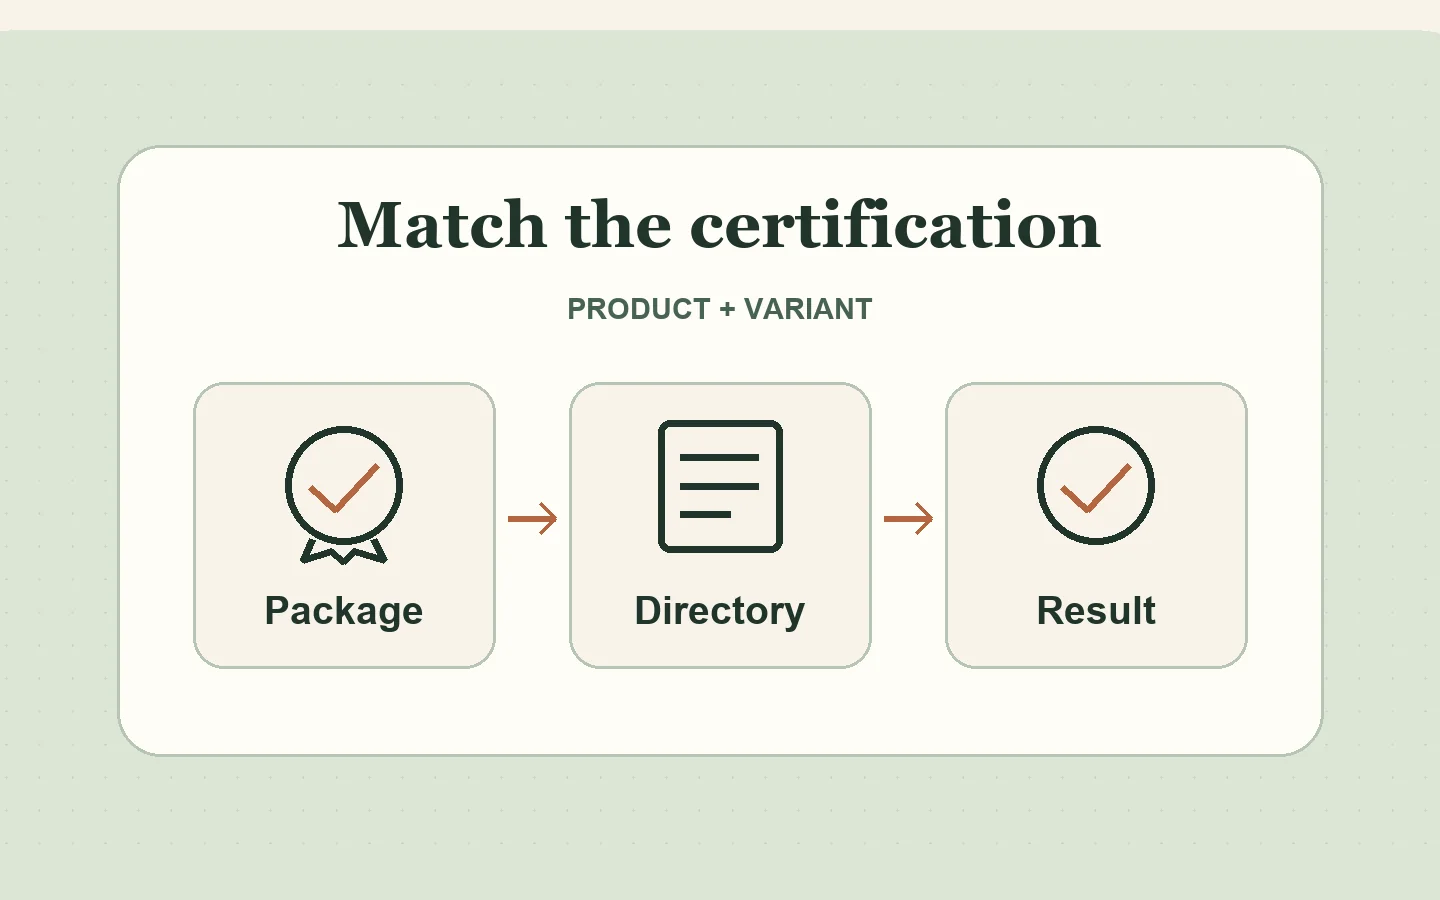 Match the certification
PRODUCT + VARIANT
Package
Directory
Result